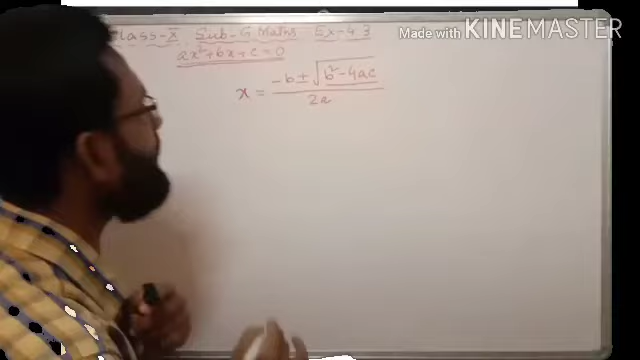 Class-X Sub-G Maths Ex-4.3
Made with KINEMASTER
ax²+bx+c=0
x = -b±√b²-4ac
2a